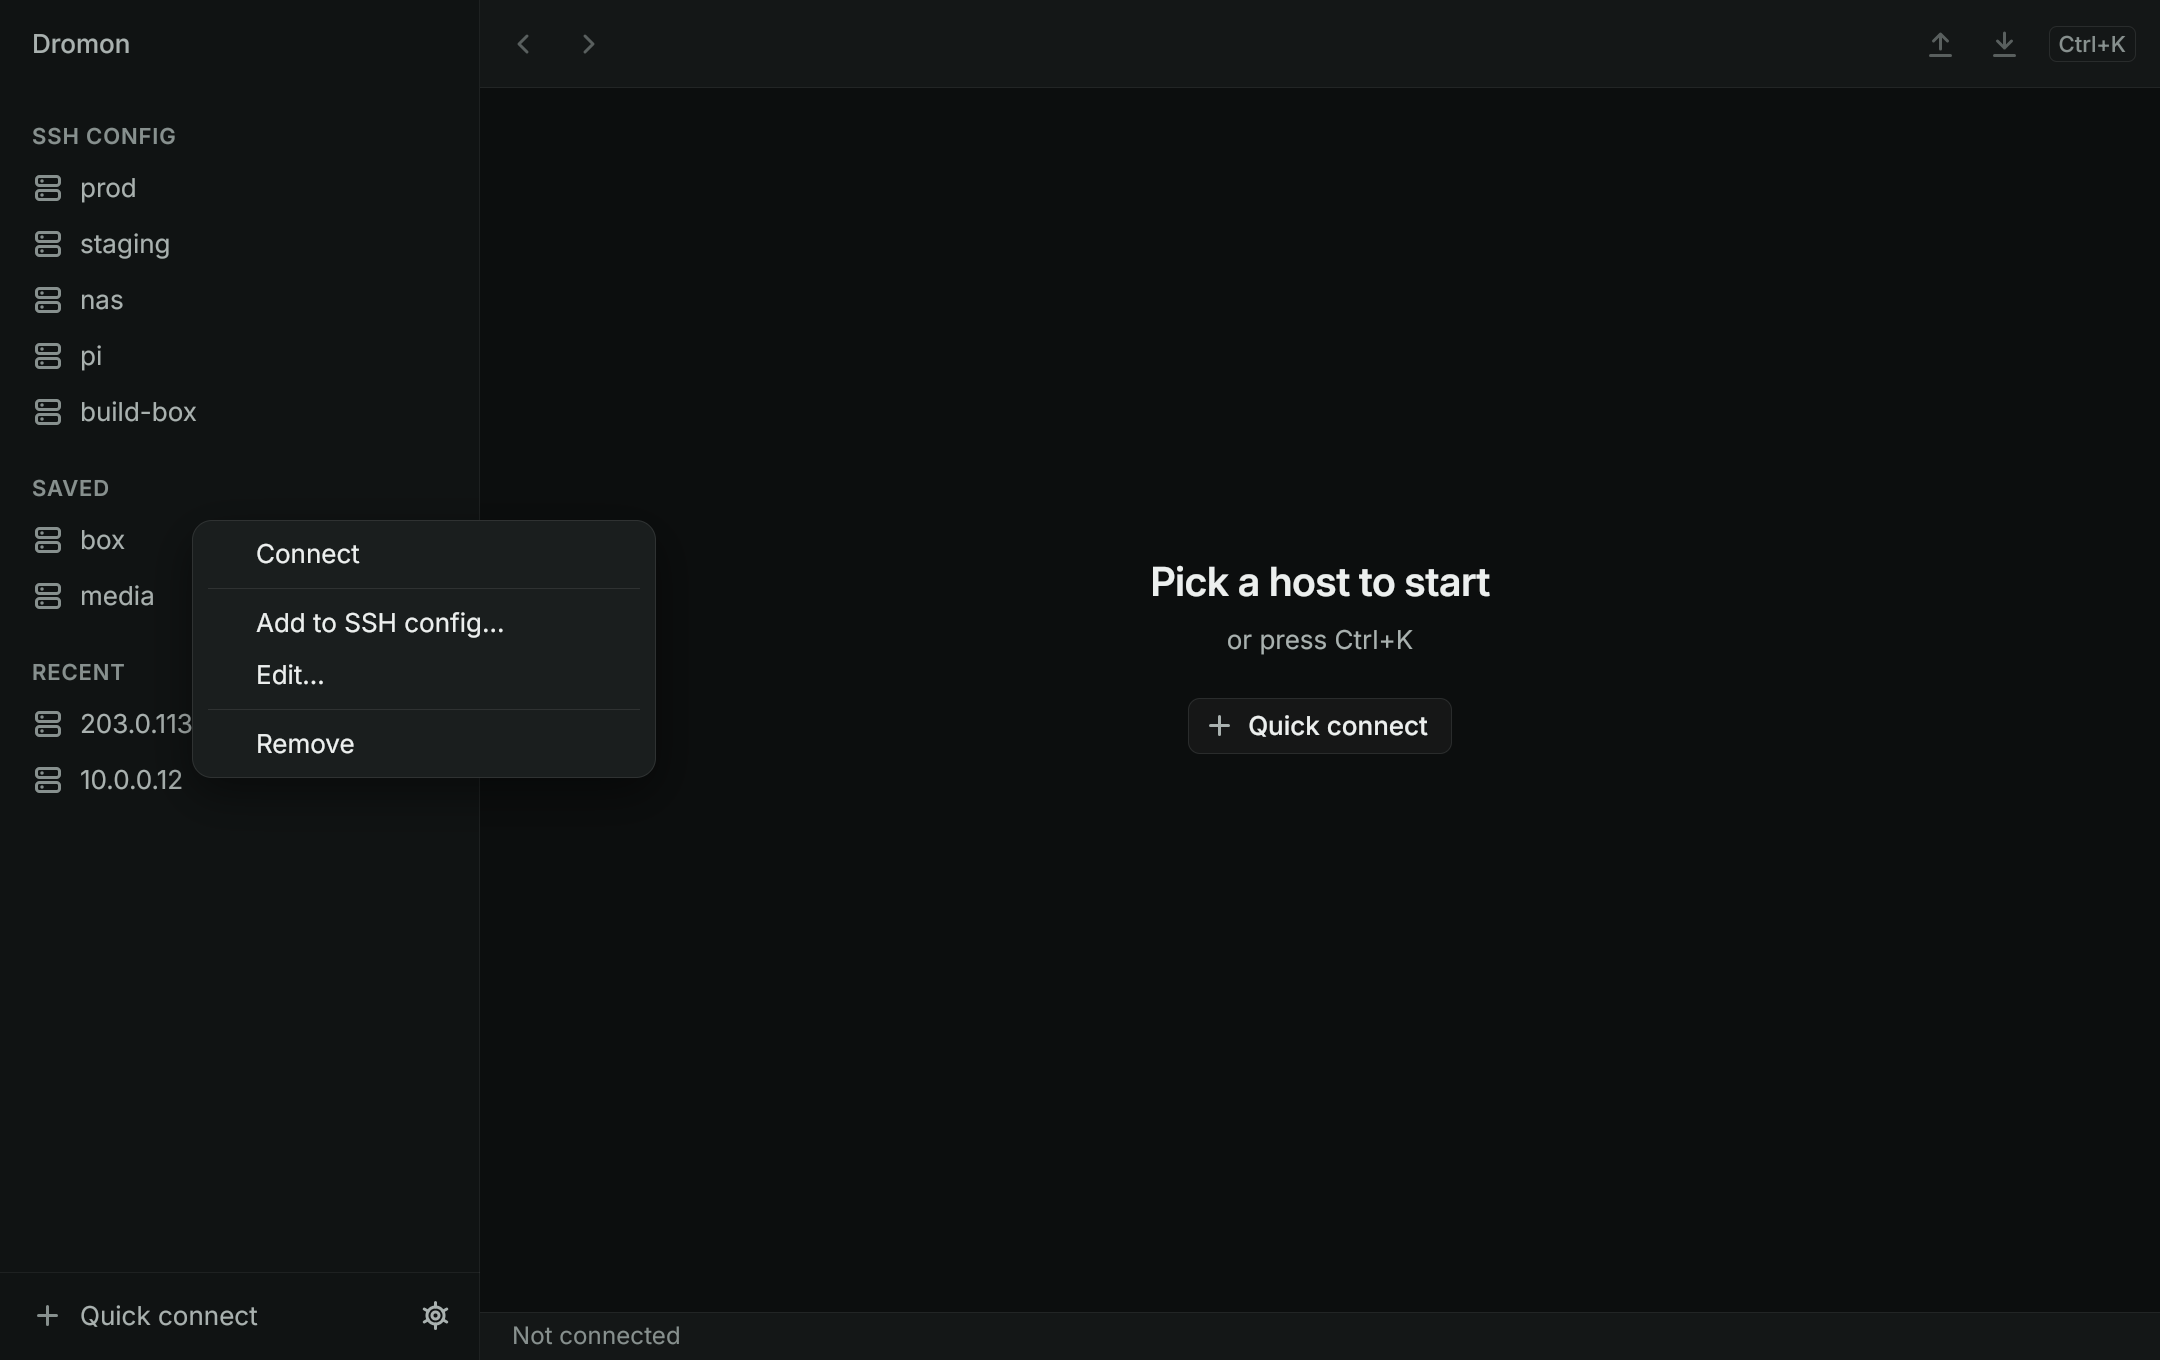 Dromon
Ctrl+K
SSH CONFIG
prod
staging
nas
pi
build-box
SAVED
box
media
RECENT
203.0.113
10.0.0.12
Connect
Add to SSH config...
Edit...
Remove
Pick a host to start
or press Ctrl+K
Quick connect
Quick connect
Not connected